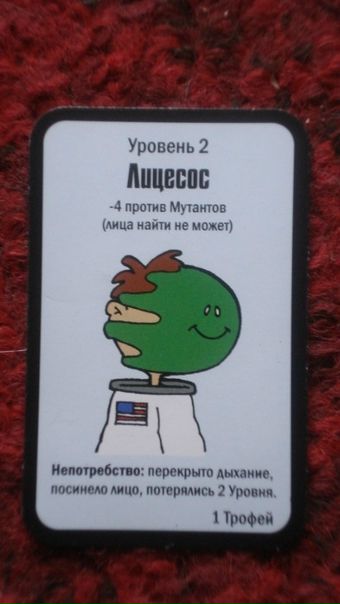 Уровень 2
Лицесос
-4 против Мутантов
(лица найти не может)
Непотребство: перекрыто дыхание,
посинело лицо, потерялись 2 Уровня.
1 Трофей